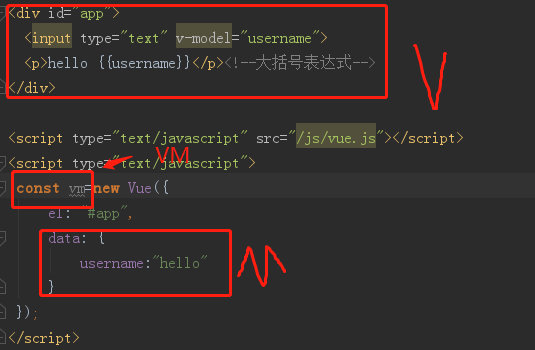 <div id="app">
<input type="text" v-model="username">
<p>hello {{username}}</p><!--大括号表达式-->
</div>
V
<script type="text/javascript" src="/js/vue.js"></script>
<script type="text/javascript">
VM
const vm=new Vue({
el: "#app",
data: {
username:"hello"
}
M
});
</script>